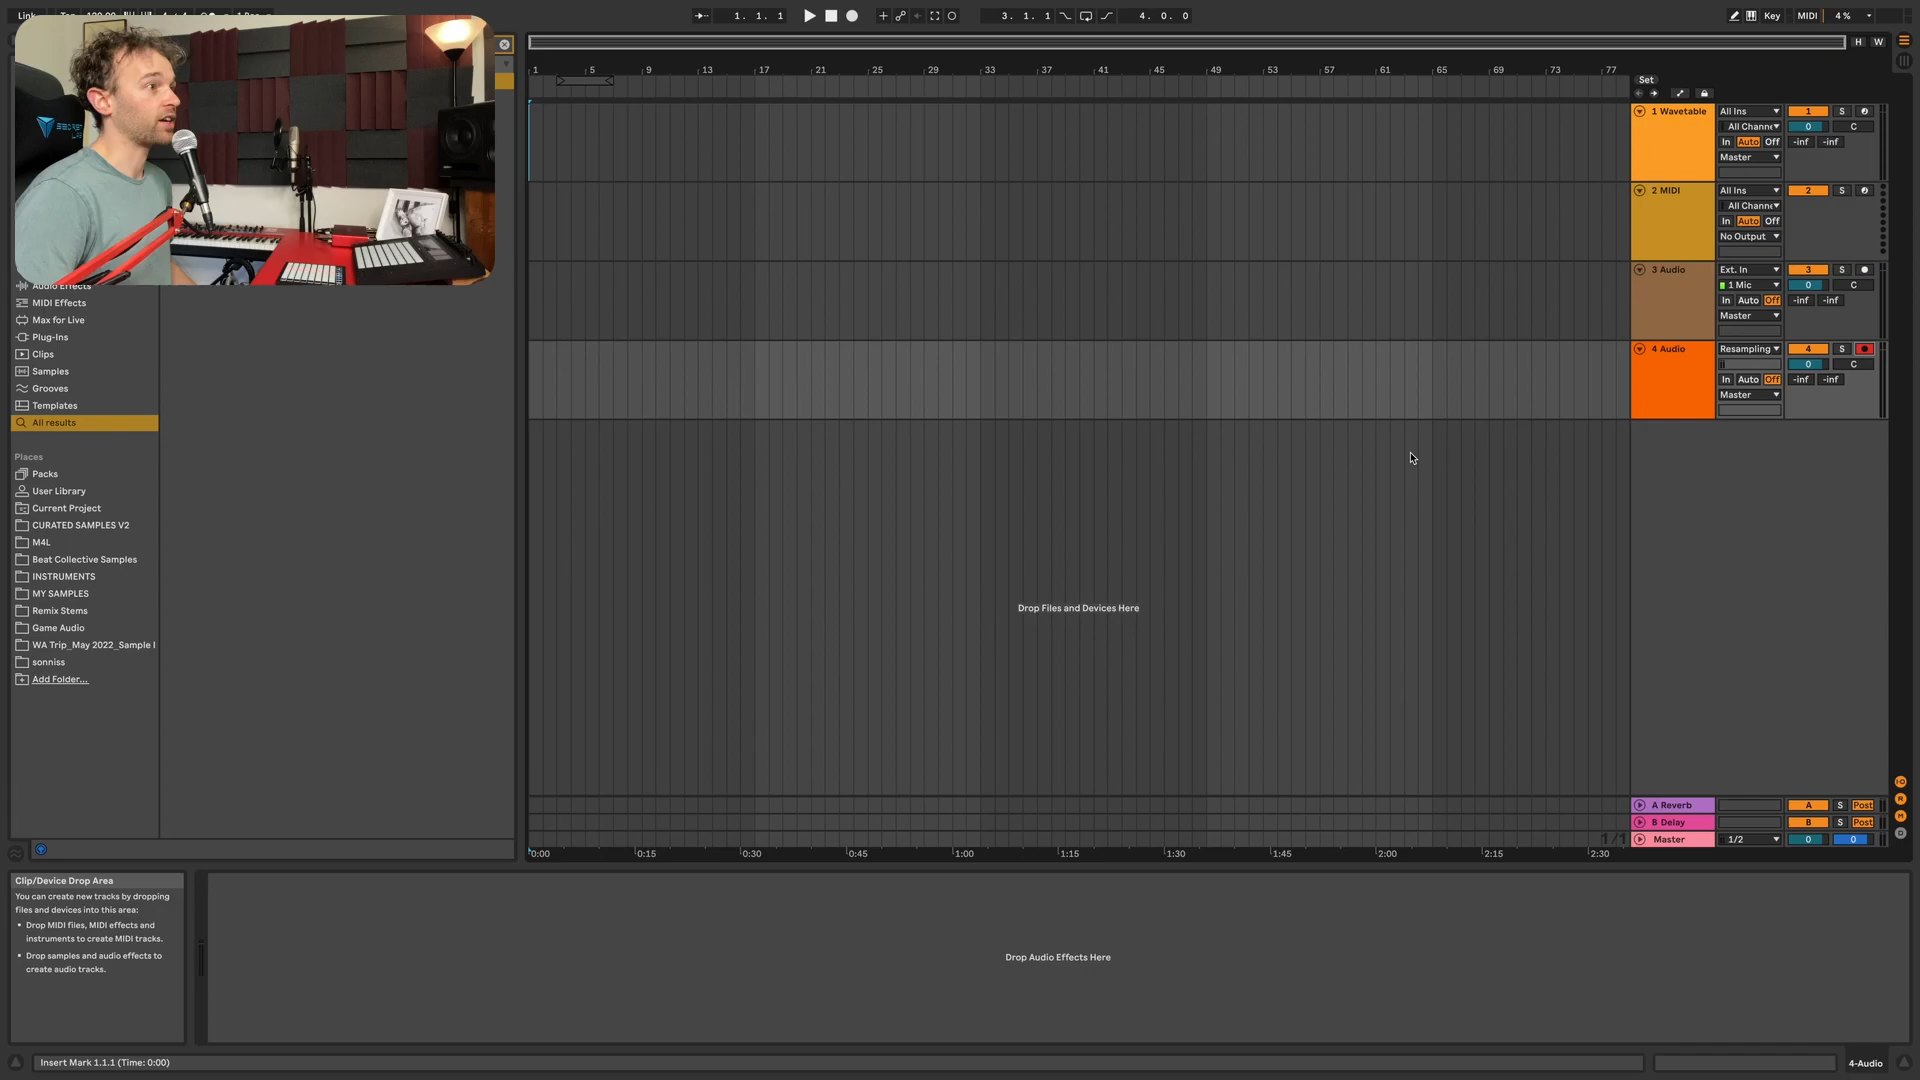 Link
1. 1. 1
3. 1. 1
4. 0. 0
Key
MIDI
4 %
H
W
1
5
9
13
17
21
25
29
33
37
41
45
49
53
57
61
65
69
73
77
Set
1 Wavetable
All Ins
1
S
All Channe
0
C
In
Auto
Off
-inf
-inf
Master
2 MIDI
All Ins
2
S
All Channe
In
Auto
Off
No Output
3 Audio
Ext. In
3
S
1 Mic
0
C
In
Auto
Off
-inf
-inf
Master
4 Audio
Resampling
4
S
0
C
In
Auto
Off
-inf
-inf
Master
Audio Effects
MIDI Effects
Max for Live
Plug-Ins
Clips
Samples
Grooves
Templates
All results
Places
Packs
User Library
Current Project
CURATED SAMPLES V2
M4L
Beat Collective Samples
INSTRUMENTS
MY SAMPLES
Remix Stems
Game Audio
WA Trip_May 2022_Sample I
sonniss
Add Folder...
Drop Files and Devices Here
A Reverb
A
S
Post
B Delay
B
S
Post
1/1
Master
1/2
0
0
0:00
0:15
0:30
0:45
1:00
1:15
1:30
1:45
2:00
2:15
2:30
Clip/Device Drop Area
You can create new tracks by dropping
files and devices into this area:
• Drop MIDI files, MIDI effects and
instruments to create MIDI tracks.
• Drop samples and audio effects to
create audio tracks.
Drop Audio Effects Here
Insert Mark 1.1.1 (Time: 0:00)
4-Audio